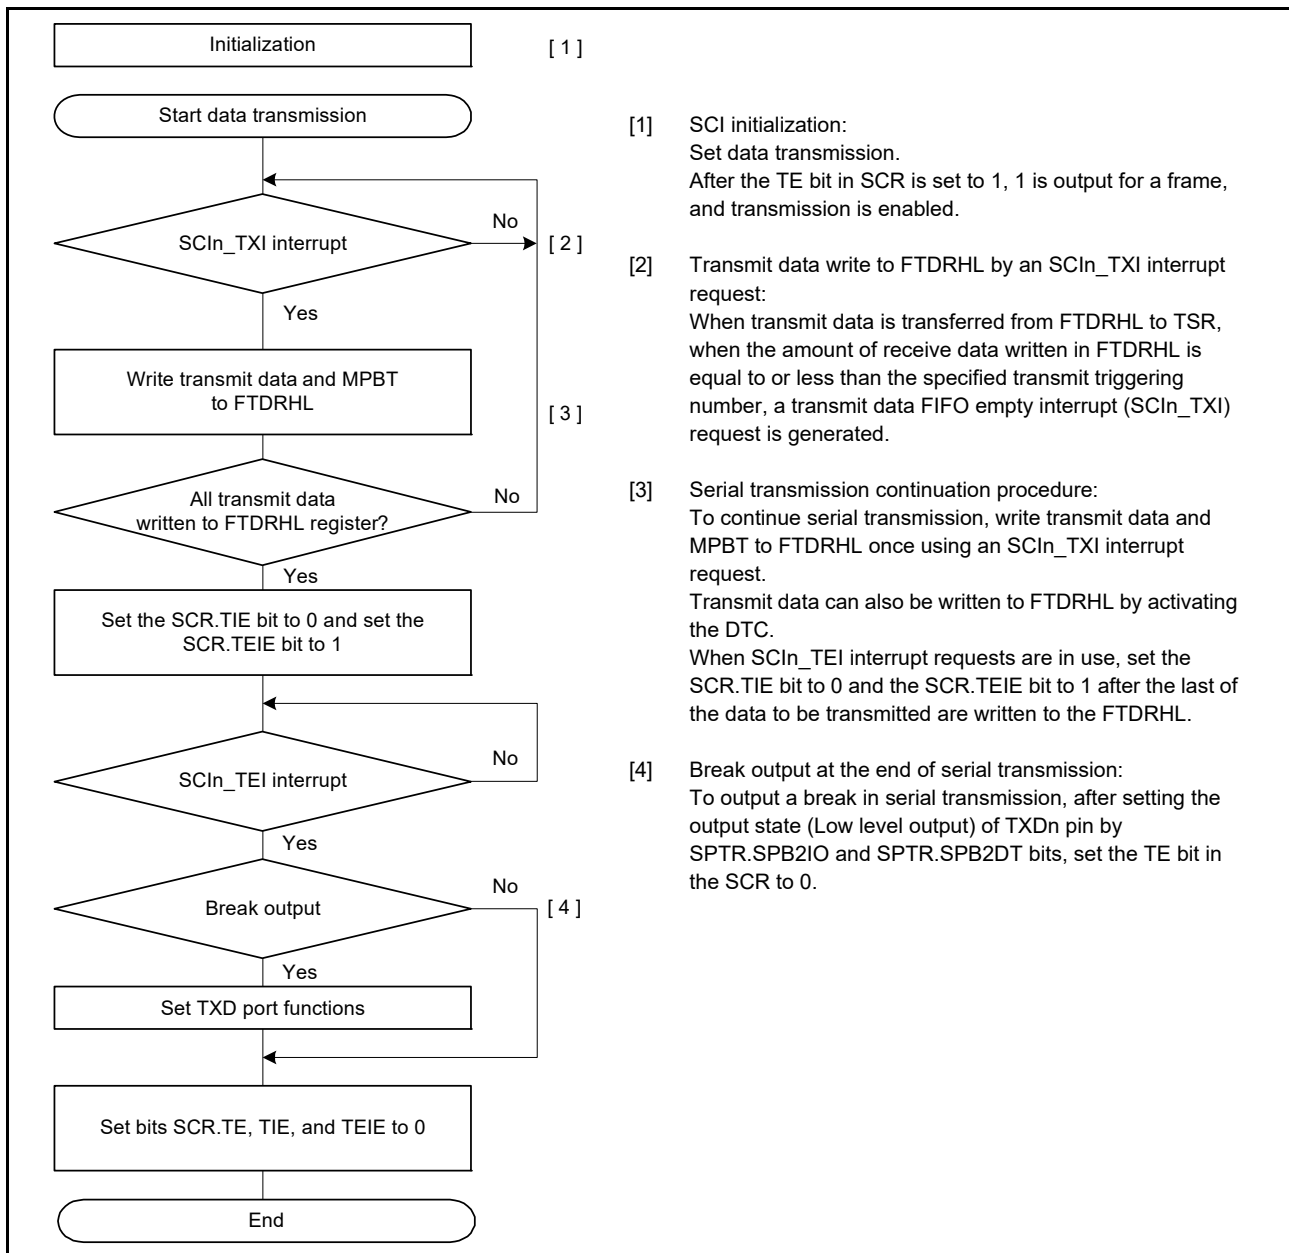 Initialization
[ 1 ]
Start data transmission
SCIn_TXI interrupt
No
[ 2 ]
Yes
Write transmit data and MPBT
to FTDRHL
[ 3 ]
All transmit data
written to FTDRHL register?
No
Yes
Set the SCR.TIE bit to 0 and set the
SCR.TEIE bit to 1
SCIn_TEI interrupt
No
Yes
Break output
No
[ 4 ]
Yes
Set TXD port functions
Set bits SCR.TE, TIE, and TEIE to 0
End
[1] SCI initialization:
Set data transmission.
After the TE bit in SCR is set to 1, 1 is output for a frame,
and transmission is enabled.
[2] Transmit data write to FTDRHL by an SCIn_TXI interrupt
request:
When transmit data is transferred from FTDRHL to TSR,
when the amount of receive data written in FTDRHL is
equal to or less than the specified transmit triggering
number, a transmit data FIFO empty interrupt (SCIn_TXI)
request is generated.
[3] Serial transmission continuation procedure:
To continue serial transmission, write transmit data and
MPBT to FTDRHL once using an SCIn_TXI interrupt
request.
Transmit data can also be written to FTDRHL by activating
the DTC.
When SCIn_TEI interrupt requests are in use, set the
SCR.TIE bit to 0 and the SCR.TEIE bit to 1 after the last of
the data to be transmitted are written to the FTDRHL.
[4] Break output at the end of serial transmission:
To output a break in serial transmission, after setting the
output state (Low level output) of TXDn pin by
SPTR.SPB2IO and SPTR.SPB2DT bits, set the TE bit in
the SCR to 0.